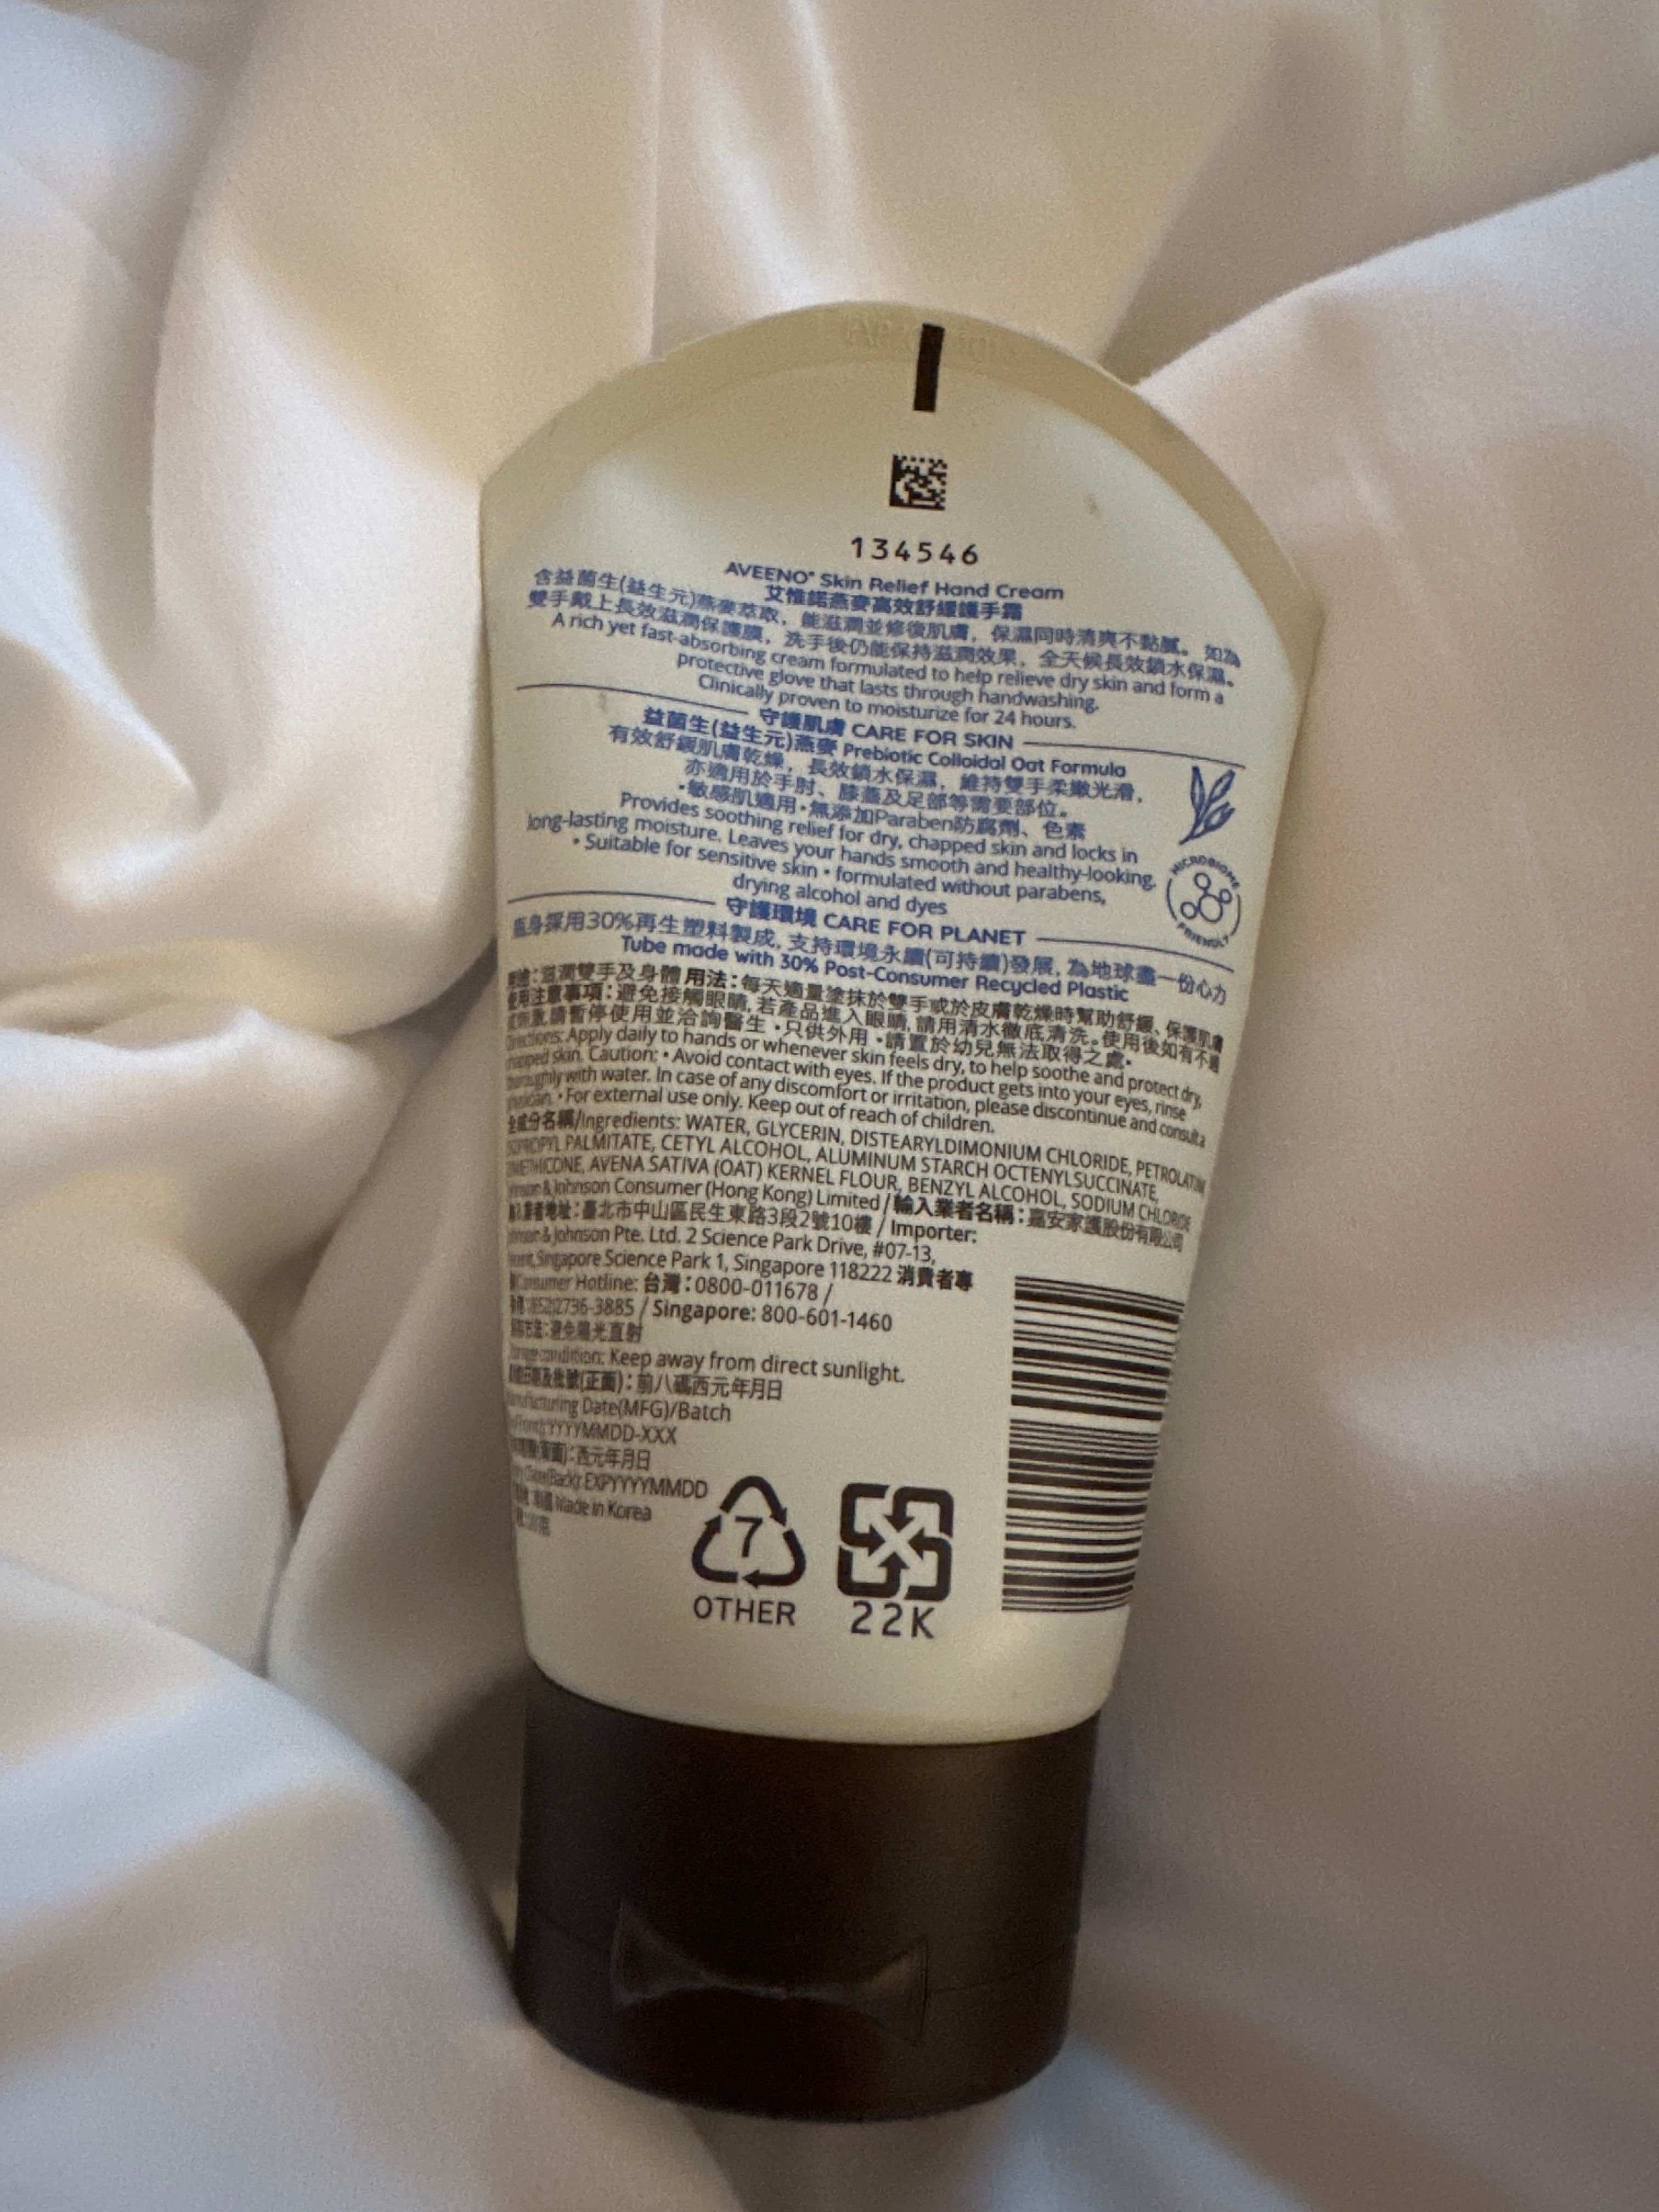 134546
AVEENO® Skin Relief Hand Cream
艾惟諾燕麥高效舒緩護手霜
含益菌生(益生元)燕麥萃取，能滋潤並修復肌膚，保濕同時清爽不黏膩。如為
雙手戴上長效滋潤保護膜，洗手後仍能保持滋潤效果，全天候長效鎖水保濕。
A rich yet fast-absorbing cream formulated to help relieve dry skin and form a
protective glove that lasts through handwashing.
Clinically proven to moisturize for 24 hours.
守護肌膚 CARE FOR SKIN
益菌生(益生元)燕麥 Prebiotic Colloidal Oat Formula
有效舒緩肌膚乾燥，長效鎖水保濕，維持雙手柔嫩光滑，
亦適用於手肘、膝蓋及足部等需要部位。
•敏感肌適用•無添加Paraben防腐劑、色素
Provides soothing relief for dry, chapped skin and locks in
long-lasting moisture. Leaves your hands smooth and healthy-looking.
• Suitable for sensitive skin • formulated without parabens,
drying alcohol and dyes
MICROBIOME
FRIENDLY
守護環境 CARE FOR PLANET
瓶身採用30%再生塑料製成, 支持環境永續(可持續)發展, 為地球盡一份心力
Tube made with 30% Post-Consumer Recycled Plastic
用途：滋潤雙手及身體 用法：每天適量塗抹於雙手或於皮膚乾燥時幫助舒緩、保護肌膚
使用注意事項：避免接觸眼睛, 若產品進入眼睛, 請用清水徹底清洗。使用後如有不適
請暫停使用並洽詢醫生 •只供外用 •請置於幼兒無法取得之處•
Directions: Apply daily to hands or whenever skin feels dry, to help soothe and protect dry,
chapped skin. Caution: • Avoid contact with eyes. If the product gets into your eyes, rinse
thoroughly with water. In case of any discomfort or irritation, please discontinue and consult a
physician. • For external use only. Keep out of reach of children.
全成分名稱/Ingredients: WATER, GLYCERIN, DISTEARYLDIMONIUM CHLORIDE, PETROLATUM
ISOPROPYL PALMITATE, CETYL ALCOHOL, ALUMINUM STARCH OCTENYLSUCCINATE,
DIMETHICONE, AVENA SATIVA (OAT) KERNEL FLOUR, BENZYL ALCOHOL, SODIUM CHLORIDE
Johnson & Johnson Consumer (Hong Kong) Limited / 輸入業者名稱：嘉安家護股份有限公司
輸入業者地址：臺北市中山區民生東路3段2號10樓 / Importer:
Johnson & Johnson Pte. Ltd. 2 Science Park Drive, #07-13,
Singapore Science Park 1, Singapore 118222 消費者專
Consumer Hotline: 台灣：0800-011678 /
(852)2736-3885 / Singapore: 800-601-1460
避免陽光直射
Storage condition: Keep away from direct sunlight.
及批號(正面)：前八碼西元年月日
Manufacturing Date(MFG)/Batch
YYYYMMDD-XXX
西元年月日
Date(Back): EXPYYYYMMDD
韓國 Made in Korea
7
OTHER
22K